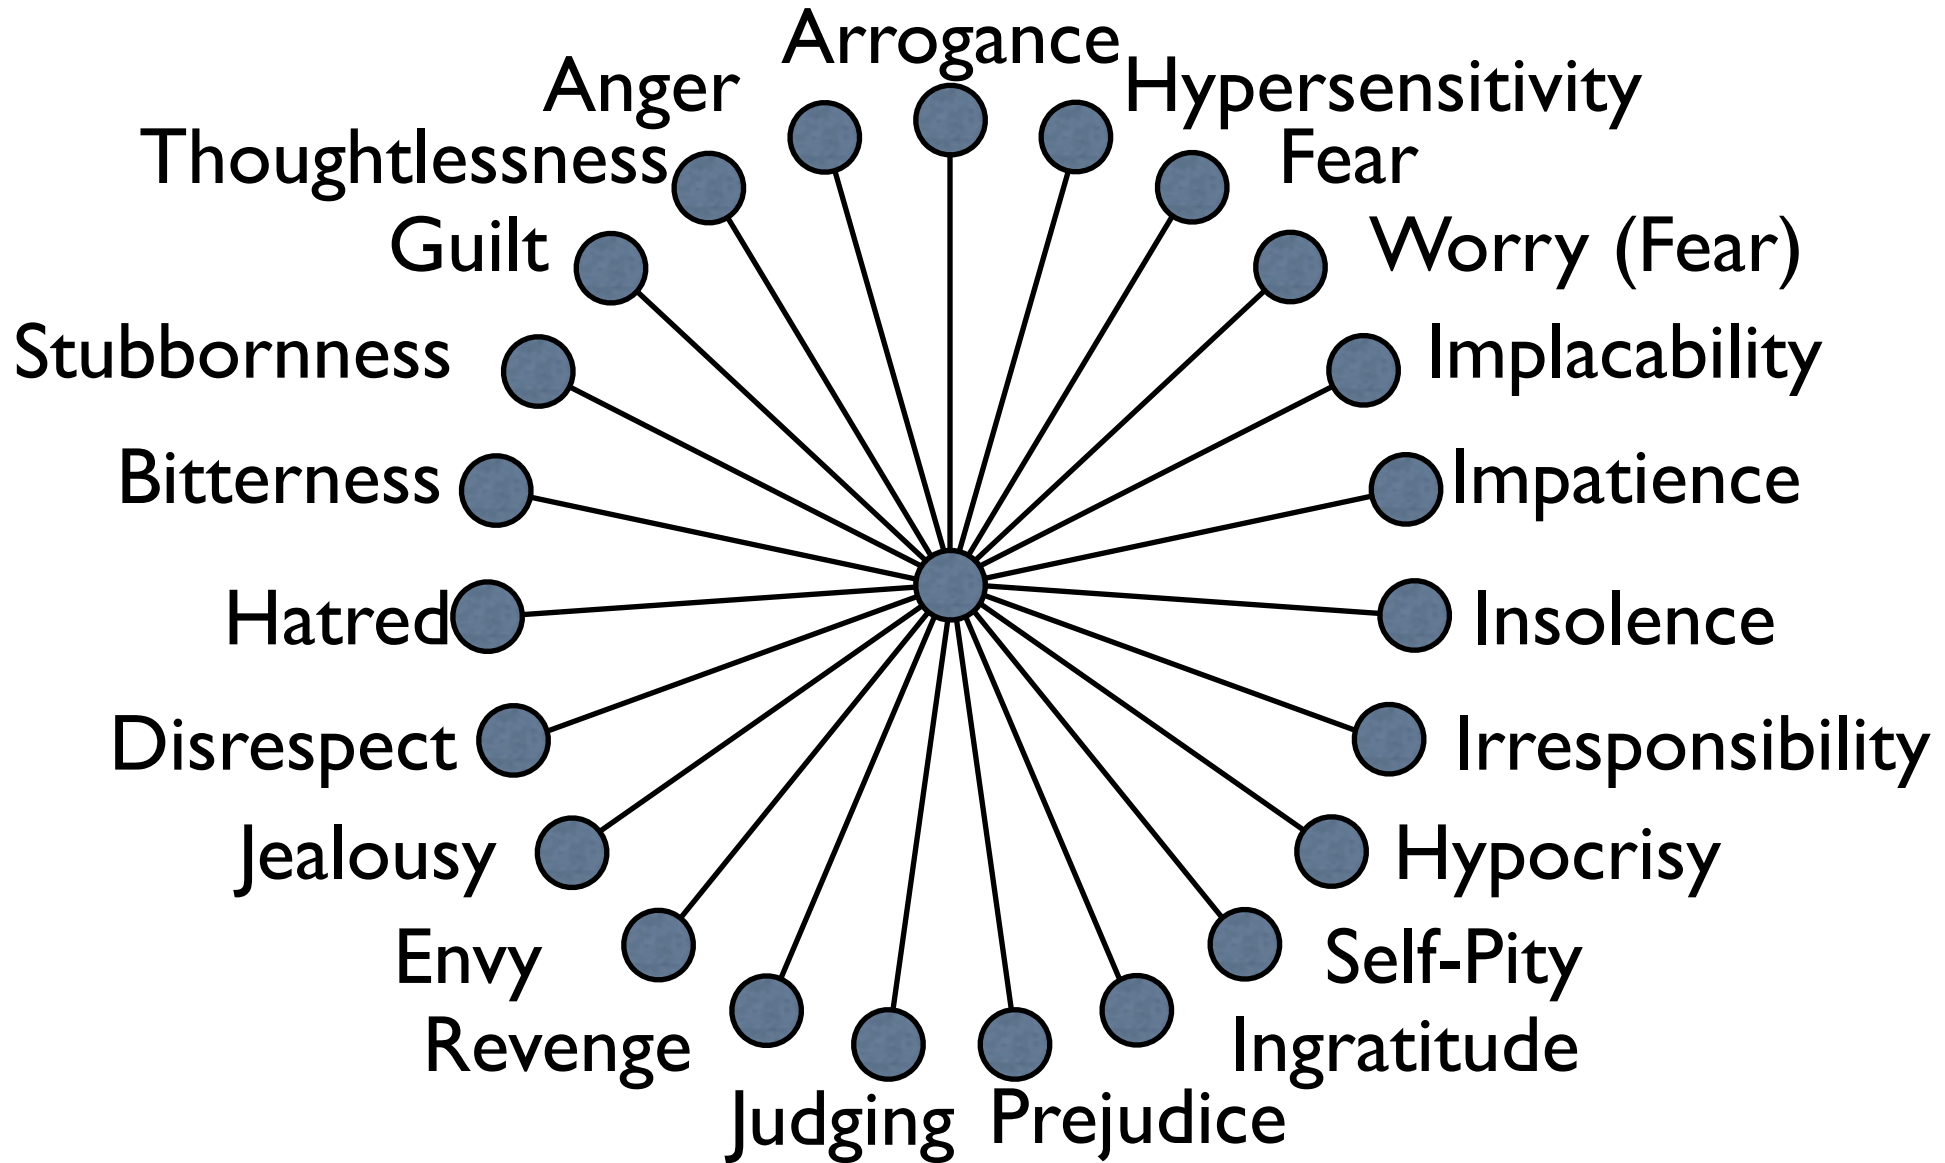 Arrogance
Hypersensitivity
Fear
Worry (Fear)
Implacability
Impatience
Insolence
Irresponsibility
Hypocrisy
Self-Pity
Ingratitude
Prejudice
Judging
Revenge
Envy
Jealousy
Disrespect
Hatred
Bitterness
Stubbornness
Guilt
Thoughtlessness
Anger